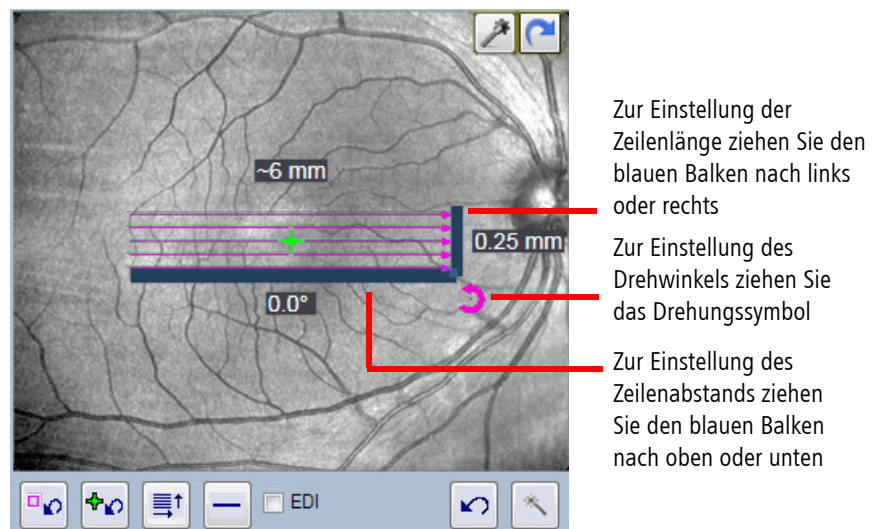 ~6 mm
0.25 mm
0.0°
EDI
Zur Einstellung der
Zeilenlänge ziehen Sie den
blauen Balken nach links
oder rechts
Zur Einstellung des
Drehwinkels ziehen Sie
das Drehungssymbol
Zur Einstellung des
Zeilenabstands ziehen
Sie den blauen Balken
nach oben oder unten